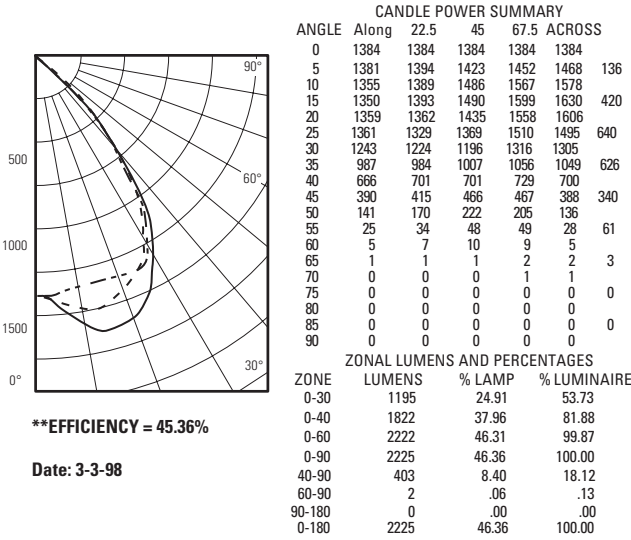 CANDLE POWER SUMMARY
ANGLE Along 22.5 45 67.5 ACROSS
0 1384 1384 1384 1384 1384
5 1381 1394 1423 1452 1468 136
10 1355 1389 1486 1567 1578
15 1350 1393 1490 1599 1630 420
20 1359 1362 1435 1558 1606
25 1361 1329 1369 1510 1495 640
30 1243 1224 1196 1316 1305
35 987 984 1007 1056 1049 626
40 666 701 701 729 700
45 390 415 466 467 388 340
50 141 170 222 205 136
55 25 34 48 49 28 61
60 5 7 10 9 5
65 1 1 1 2 2 3
70 0 0 0 1 1
75 0 0 0 0 0 0
80 0 0 0 0 0
85 0 0 0 0 0 0
90 0 0 0 0 0
90°
500
60°
1000
1500
30°
0°
ZONAL LUMENS AND PERCENTAGES
ZONE LUMENS % LAMP % LUMINAIRE
0-30 1195 24.91 53.73
0-40 1822 37.96 81.88
0-60 2222 46.31 99.87
0-90 2225 46.36 100.00
40-90 403 8.40 18.12
60-90 2 .06 .13
90-180 0 .00 .00
0-180 2225 46.36 100.00
**EFFICIENCY = 45.36%
Date: 3-3-98